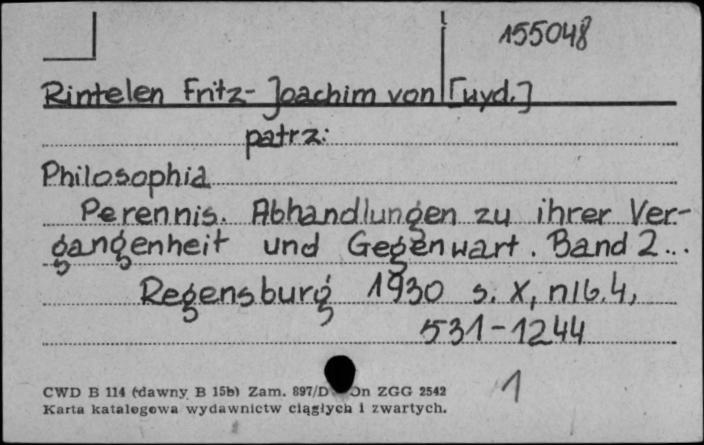 155048
Rintelen Fritz-Joachim von [wyd.]
patrz:
Philosophia
Perennis. Abhandlungen zu ihrer Ver-
gangenheit und Gegenwart. Band 2...
Regensburg 1930 s. X, nlb. 4,
531-1244
1
CWD B 114 (dawny B 15b) Zam. 897/D On ZGG 2542
Karta katalogowa wydawnictw ciągłych i zwartych.